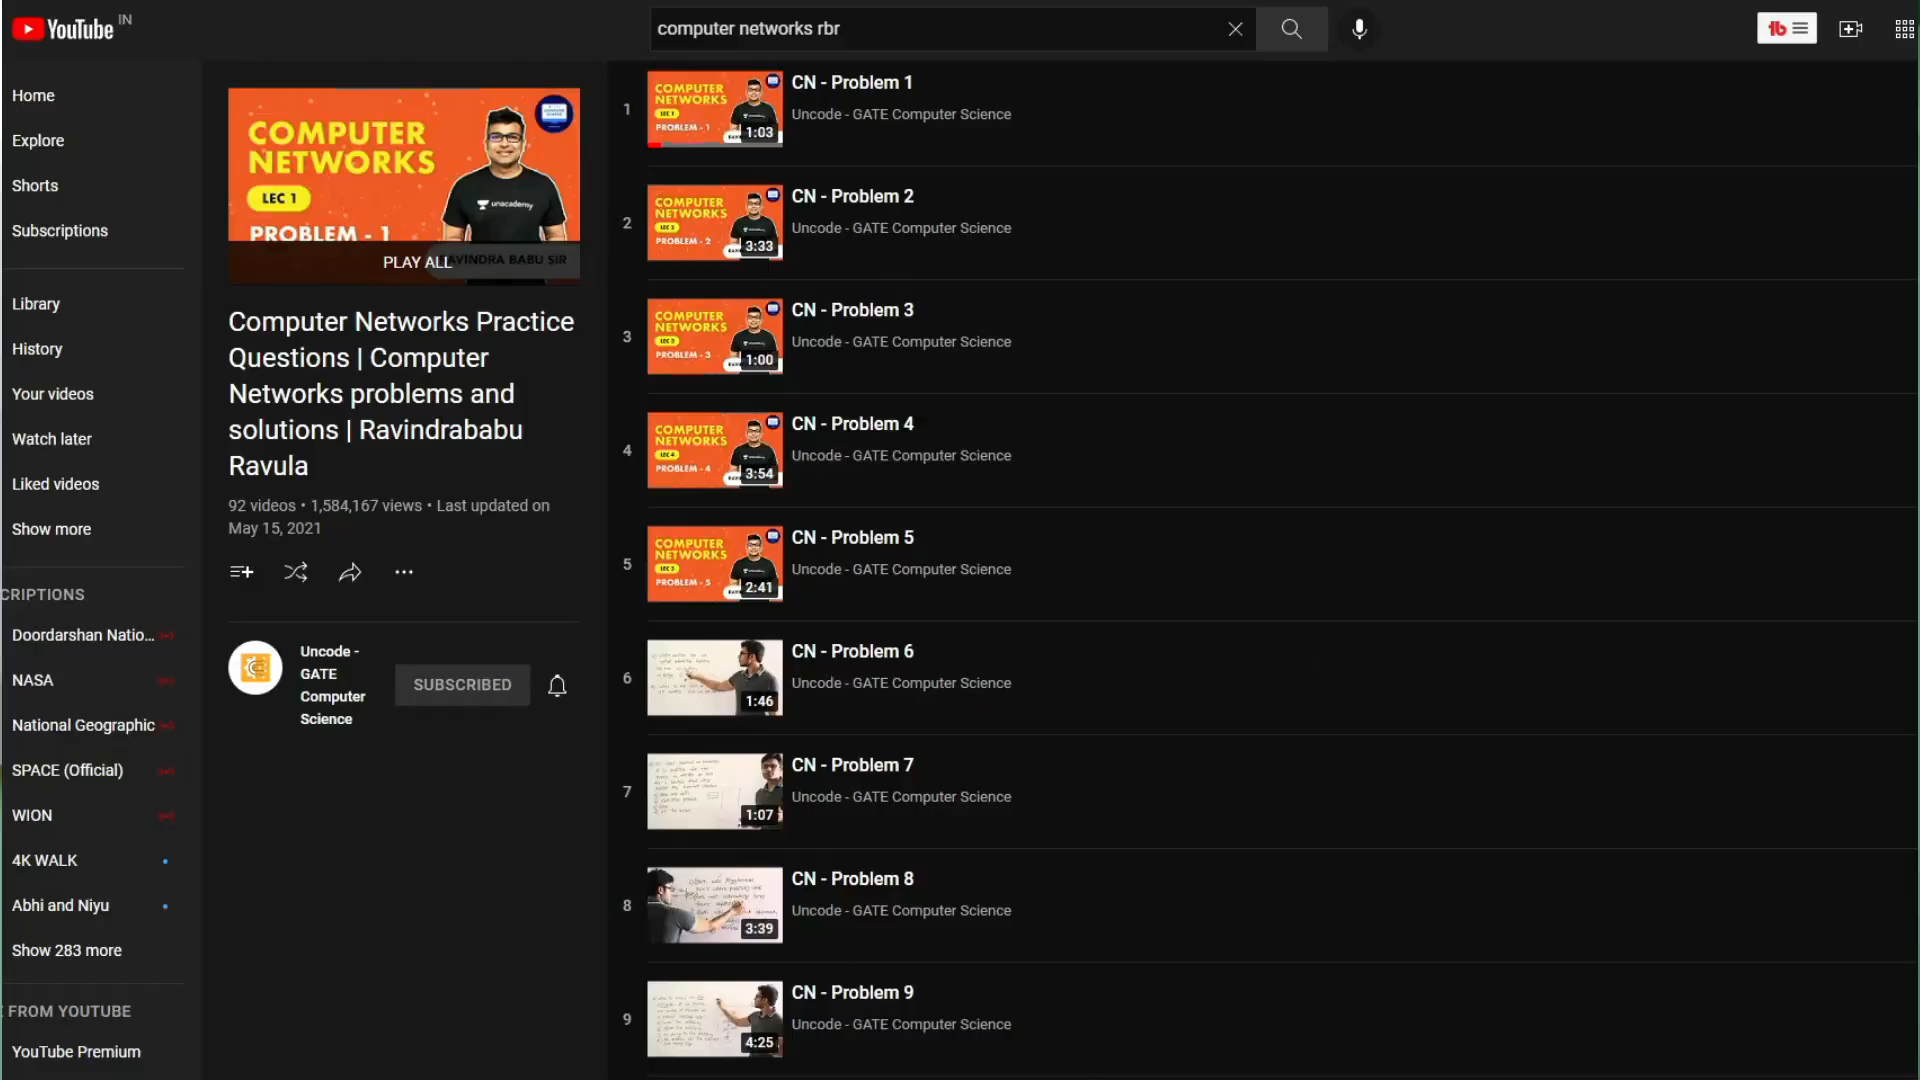 YouTube IN
computer networks rbr
Home
Explore
Shorts
Subscriptions
Library
History
Your videos
Watch later
Liked videos
Show more
CRIPTIONS
Doordarshan Natio...
NASA
National Geographic
SPACE (Official)
WION
4K WALK
Abhi and Niyu
Show 283 more
FROM YOUTUBE
YouTube Premium
COMPUTER
NETWORKS
LEC 1
unacademy
PROBLEM - 1
PLAY ALL
AVINDRA BABU SIR
Computer Networks Practice
Questions | Computer
Networks problems and
solutions | Ravindrababu
Ravula
92 videos • 1,584,167 views • Last updated on
May 15, 2021
Uncode -
GATE
Computer
Science
SUBSCRIBED
1
COMPUTER
NETWORKS
LEC 1
PROBLEM - 1
1:03
CN - Problem 1
Uncode - GATE Computer Science
2
COMPUTER
NETWORKS
LEC 2
PROBLEM - 2
3:33
CN - Problem 2
Uncode - GATE Computer Science
3
COMPUTER
NETWORKS
LEC 3
PROBLEM - 3
1:00
CN - Problem 3
Uncode - GATE Computer Science
4
COMPUTER
NETWORKS
LEC 4
PROBLEM - 4
3:54
CN - Problem 4
Uncode - GATE Computer Science
5
COMPUTER
NETWORKS
LEC 5
PROBLEM - 5
2:41
CN - Problem 5
Uncode - GATE Computer Science
6
1:46
CN - Problem 6
Uncode - GATE Computer Science
7
1:07
CN - Problem 7
Uncode - GATE Computer Science
8
3:39
CN - Problem 8
Uncode - GATE Computer Science
9
4:25
CN - Problem 9
Uncode - GATE Computer Science